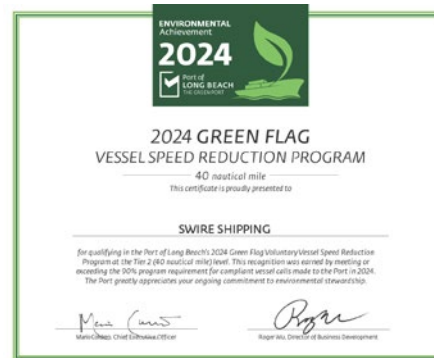 ENVIRONMENTAL
Achievement
2024
Port of
LONG BEACH
THE GREEN PORT
2024 GREEN FLAG
VESSEL SPEED REDUCTION PROGRAM
40 nautical mile
This certificate is proudly presented to
SWIRE SHIPPING
for qualifying in the Port of Long Beach's 2024 Green Flag Voluntary Vessel Speed Reduction
Program at the Tier 2 (40 nautical mile) level. This recognition was earned by meeting or
exceeding the 90% program requirement for compliant vessel calls made to the Port in 2024.
The Port greatly appreciates your ongoing commitment to environmental stewardship.
Mario Cordero, Chief Executive Officer
Roger Wu, Director of Business Development